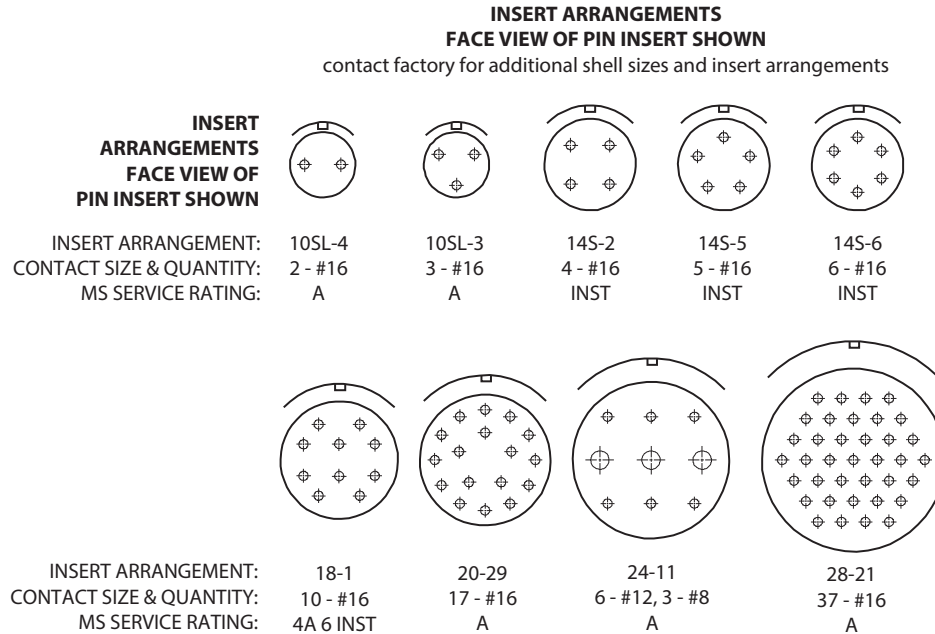 INSERT ARRANGEMENTS
FACE VIEW OF PIN INSERT SHOWN
contact factory for additional shell sizes and insert arrangements
INSERT
ARRANGEMENTS
FACE VIEW OF
PIN INSERT SHOWN
INSERT ARRANGEMENT: 10SL-4 10SL-3 14S-2 14S-5 14S-6
CONTACT SIZE & QUANTITY: 2 - #16 3 - #16 4 - #16 5 - #16 6 - #16
MS SERVICE RATING: A A INST INST INST
INSERT ARRANGEMENT: 18-1 20-29 24-11 28-21
CONTACT SIZE & QUANTITY: 10 - #16 17 - #16 6 - #12, 3 - #8 37 - #16
MS SERVICE RATING: 4A 6 INST A A A